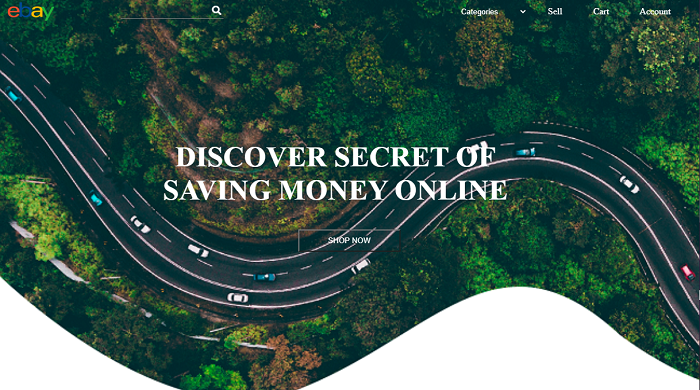 ebay
Categories
Sell
Cart
Account
DISCOVER SECRET OF
SAVING MONEY ONLINE
SHOP NOW